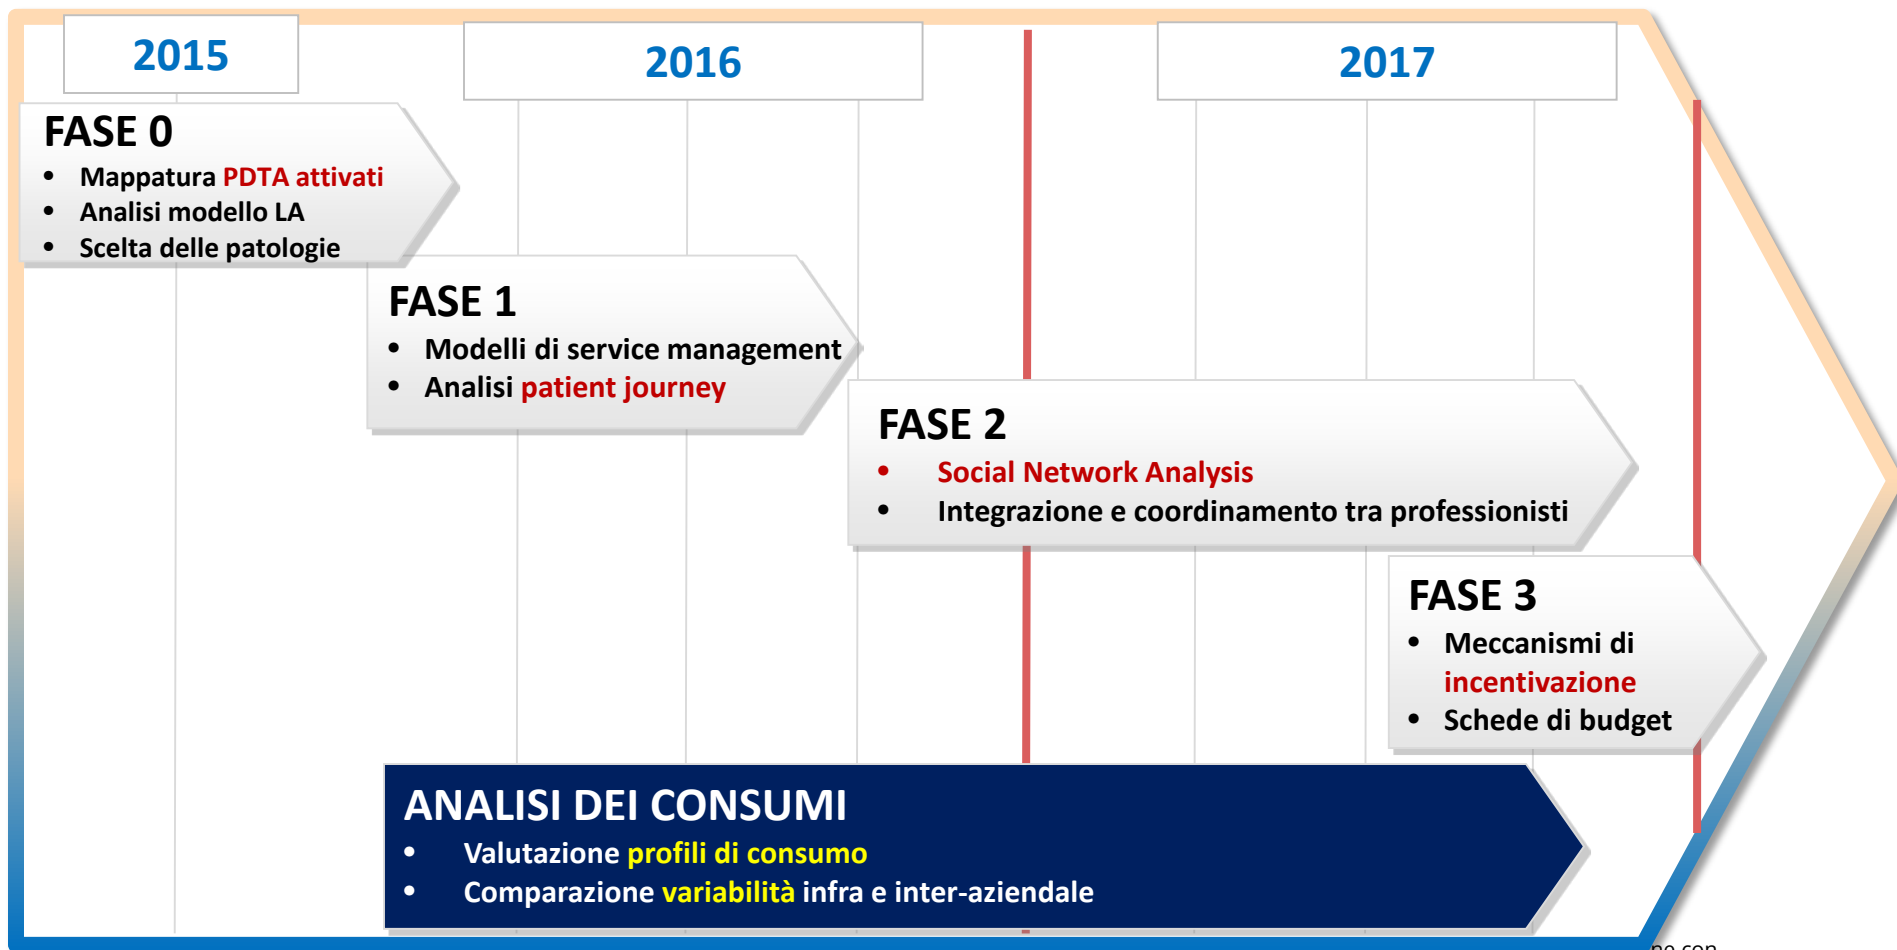 2015
2016
2017
FASE 0
• Mappatura PDTA attivati
• Analisi modello LA
• Scelta delle patologie
FASE 1
• Modelli di service management
• Analisi patient journey
FASE 2
• Social Network Analysis
• Integrazione e coordinamento tra professionisti
FASE 3
• Meccanismi di
incentivazione
• Schede di budget
ANALISI DEI CONSUMI
• Valutazione profili di consumo
• Comparazione variabilità infra e inter-aziendale
con